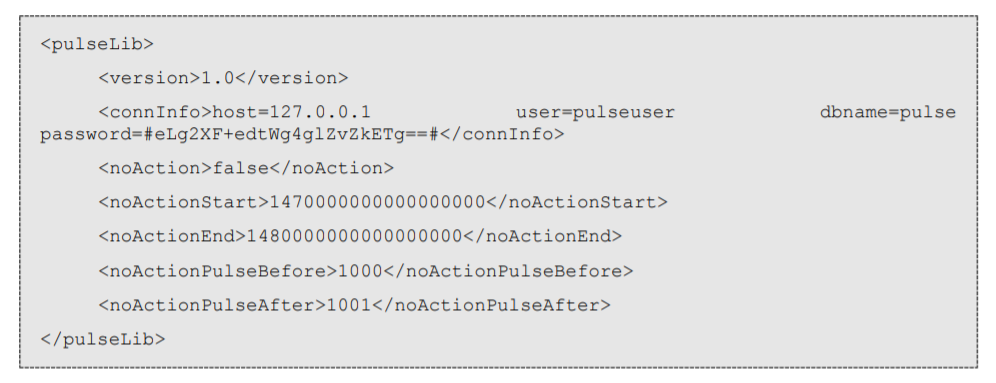 <pulseLib>
<version>1.0</version>
<connInfo>host=127.0.0.1 user=pulseuser dbname=pulse
password=#eLg2XF+edtWg4glZvZkETg==#</connInfo>
<noAction>false</noAction>
<noActionStart>1470000000000000000</noActionStart>
<noActionEnd>1480000000000000000</noActionEnd>
<noActionPulseBefore>1000</noActionPulseBefore>
<noActionPulseAfter>1001</noActionPulseAfter>
</pulseLib>